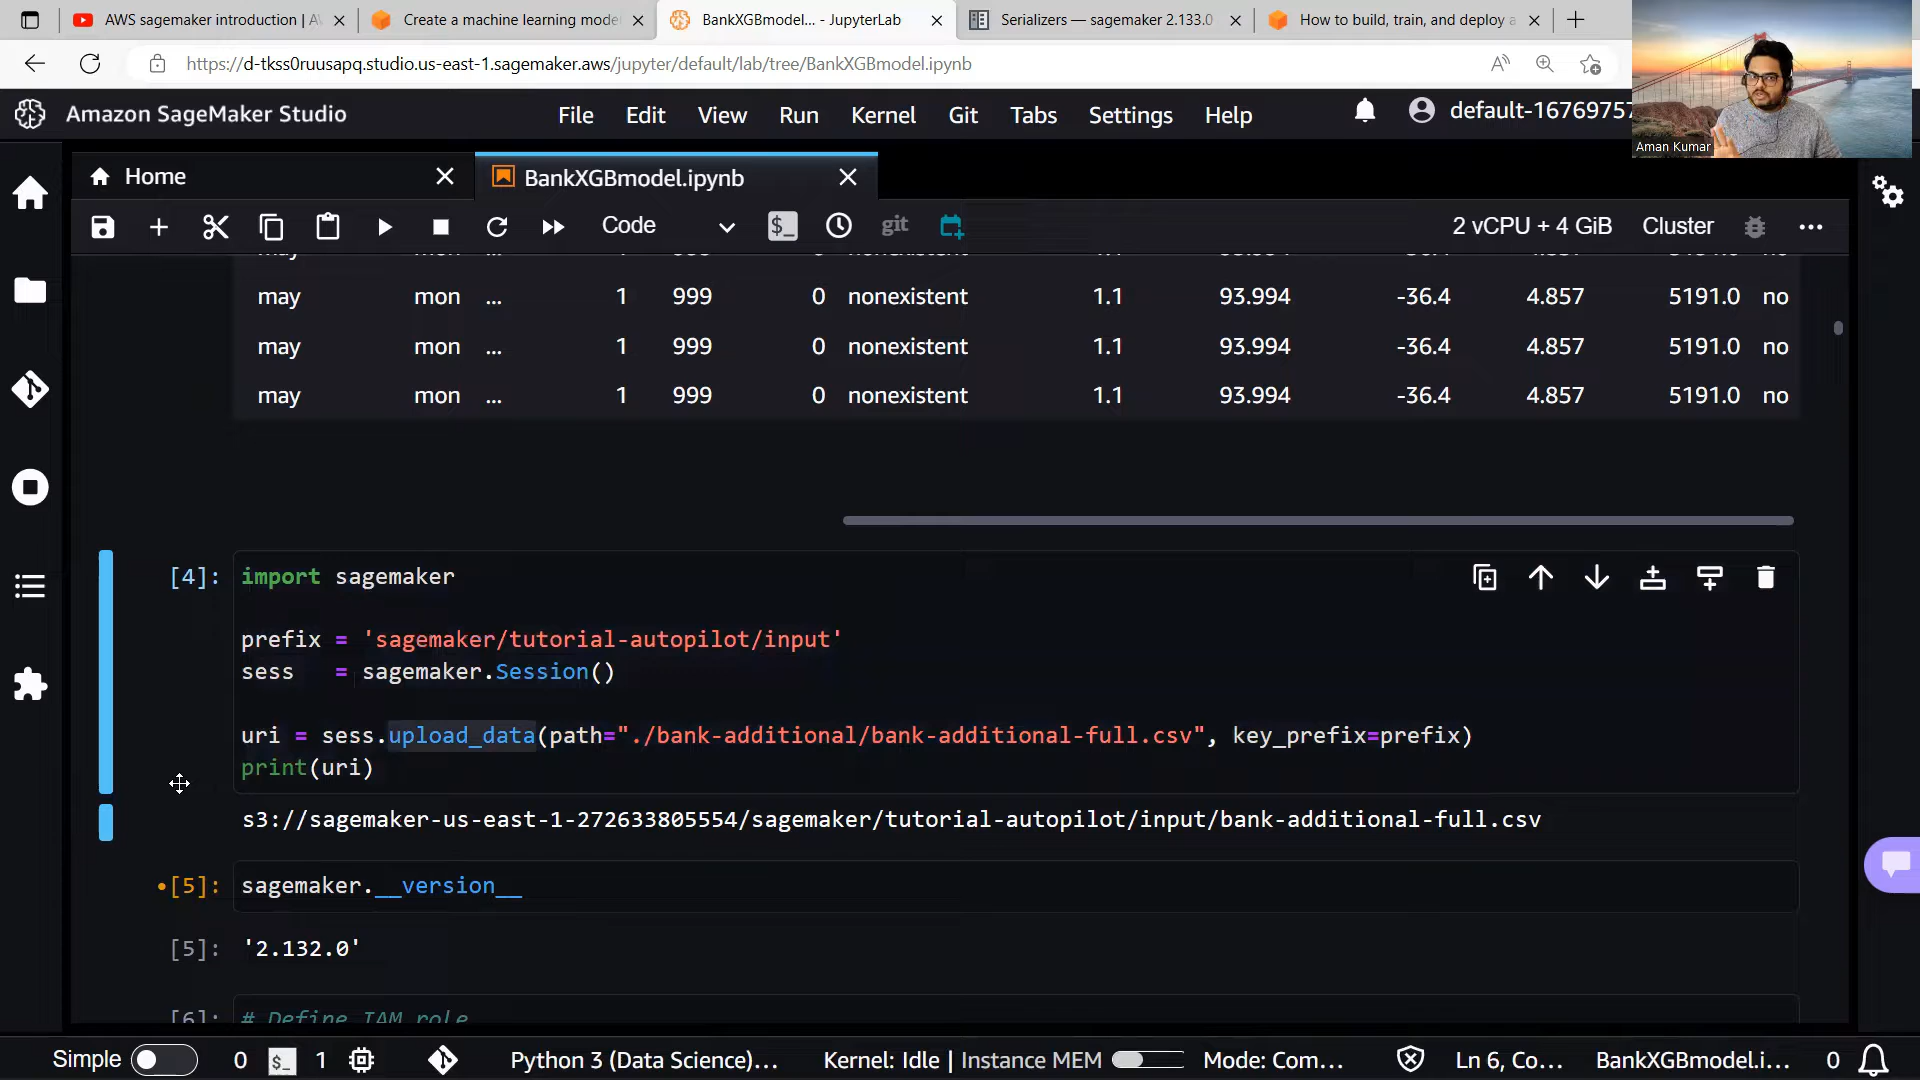 AWS sagemaker introduction | A
Create a machine learning mode
BankXGBmodel... - JupyterLab
Serializers — sagemaker 2.133.0
How to build, train, and deploy a
https://d-tkss0ruusapq.studio.us-east-1.sagemaker.aws/jupyter/default/lab/tree/BankXGBmodel.ipynb
Amazon SageMaker Studio
File Edit View Run Kernel Git Tabs Settings Help
default-16769757
Aman Kumar
Home
BankXGBmodel.ipynb
Code
$_
git
2 vCPU + 4 GiB
Cluster
may mon ... 1 999 0 nonexistent 1.1 93.994 -36.4 4.857 5191.0 no
may mon ... 1 999 0 nonexistent 1.1 93.994 -36.4 4.857 5191.0 no
may mon ... 1 999 0 nonexistent 1.1 93.994 -36.4 4.857 5191.0 no
[4]: import sagemaker
prefix = 'sagemaker/tutorial-autopilot/input'
sess = sagemaker.Session()
uri = sess.upload_data(path="./bank-additional/bank-additional-full.csv", key_prefix=prefix)
print(uri)
s3://sagemaker-us-east-1-272633805554/sagemaker/tutorial-autopilot/input/bank-additional-full.csv
•[5]: sagemaker.__version__
[5]: '2.132.0'
[6]: # Define IAM role
Simple 0 $_ 1 Python 3 (Data Science)... Kernel: Idle | Instance MEM Mode: Com... Ln 6, Co... BankXGBmodel.i... 0